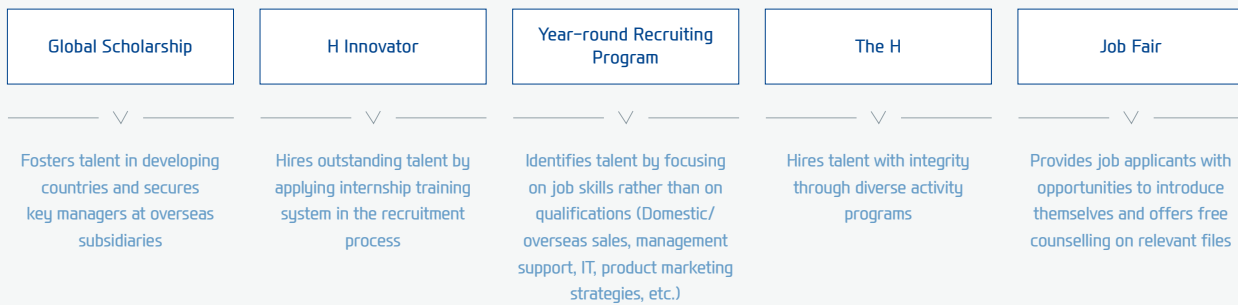 Global Scholarship
Fosters talent in developing
countries and secures
key managers at overseas
subsidiaries
H Innovator
Hires outstanding talent by
applying internship training
system in the recruitment
process
Year-round Recruiting
Program
Identifies talent by focusing
on job skills rather than on
qualifications (Domestic/
overseas sales, management
support, IT, product marketing
strategies, etc.)
The H
Hires talent with integrity
through diverse activity
programs
Job Fair
Provides job applicants with
opportunities to introduce
themselves and offers free
counselling on relevant files